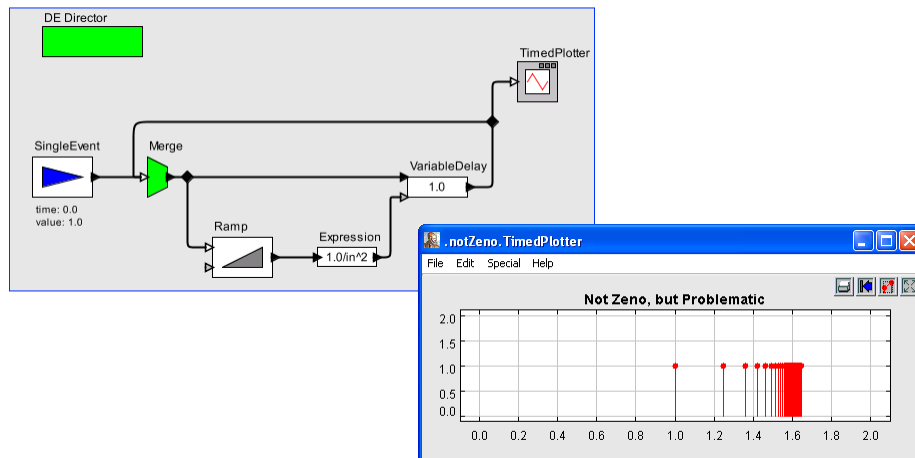 DE Director
TimedPlotter
SingleEvent
Merge
VariableDelay
1.0
time: 0.0
value: 1.0
Ramp
Expression
1.0/in^2
.notZeno.TimedPlotter
File Edit Special Help
Not Zeno, but Problematic
2.0
1.5
1.0
0.5
0.0
0.0 0.2 0.4 0.6 0.8 1.0 1.2 1.4 1.6 1.8 2.0